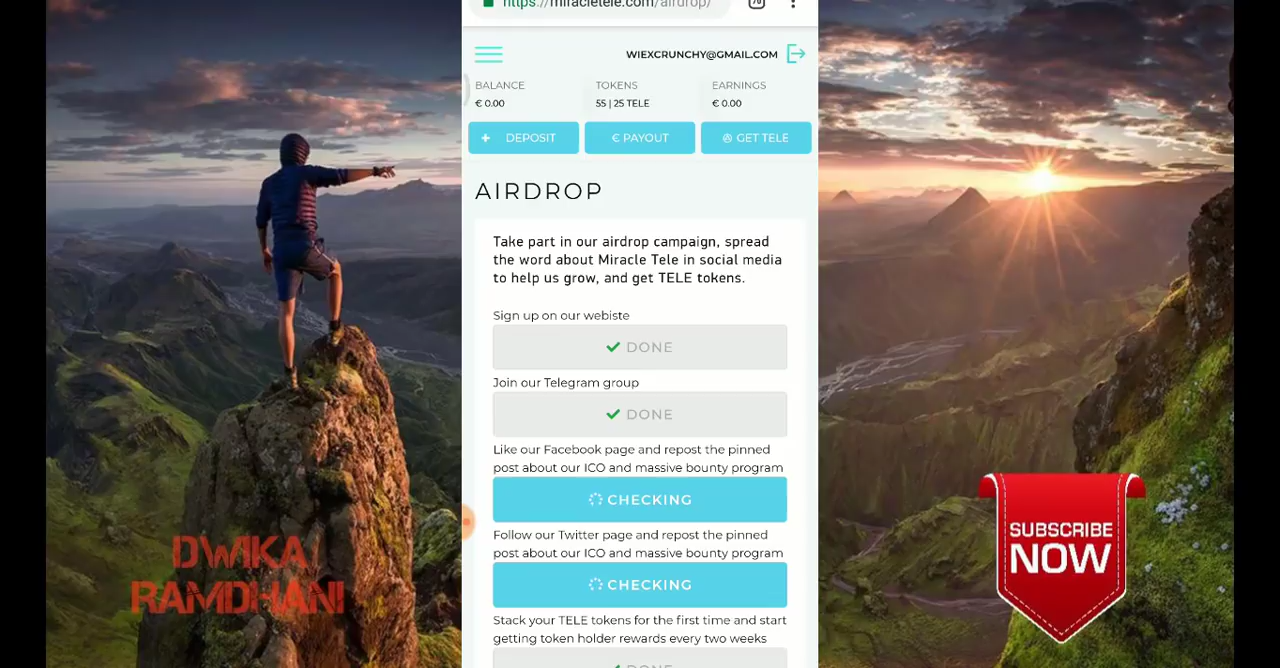 https://miracletele.com/airdrop/
WIEXCRUNCHY@GMAIL.COM
BALANCE
TOKENS
EARNINGS
€ 0.00
55 | 25 TELE
€ 0.00
+ DEPOSIT
€ PAYOUT
GET TELE
AIRDROP
Take part in our airdrop campaign, spread
the word about Miracle Tele in social media
to help us grow, and get TELE tokens.
Sign up on our webiste
DONE
Join our Telegram group
DONE
Like our Facebook page and repost the pinned
post about our ICO and massive bounty program
CHECKING
Follow our Twitter page and repost the pinned
post about our ICO and massive bounty program
CHECKING
Stack your TELE tokens for the first time and start
getting token holder rewards every two weeks
DONE
DWIKA
RAMDHANI
SUBSCRIBE
NOW